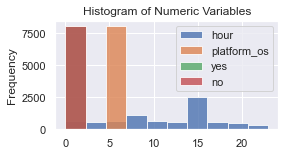 Histogram of Numeric Variables
7500
5000
2500
0
Frequency
hour
platform_os
yes
no
0 5 10 15 20